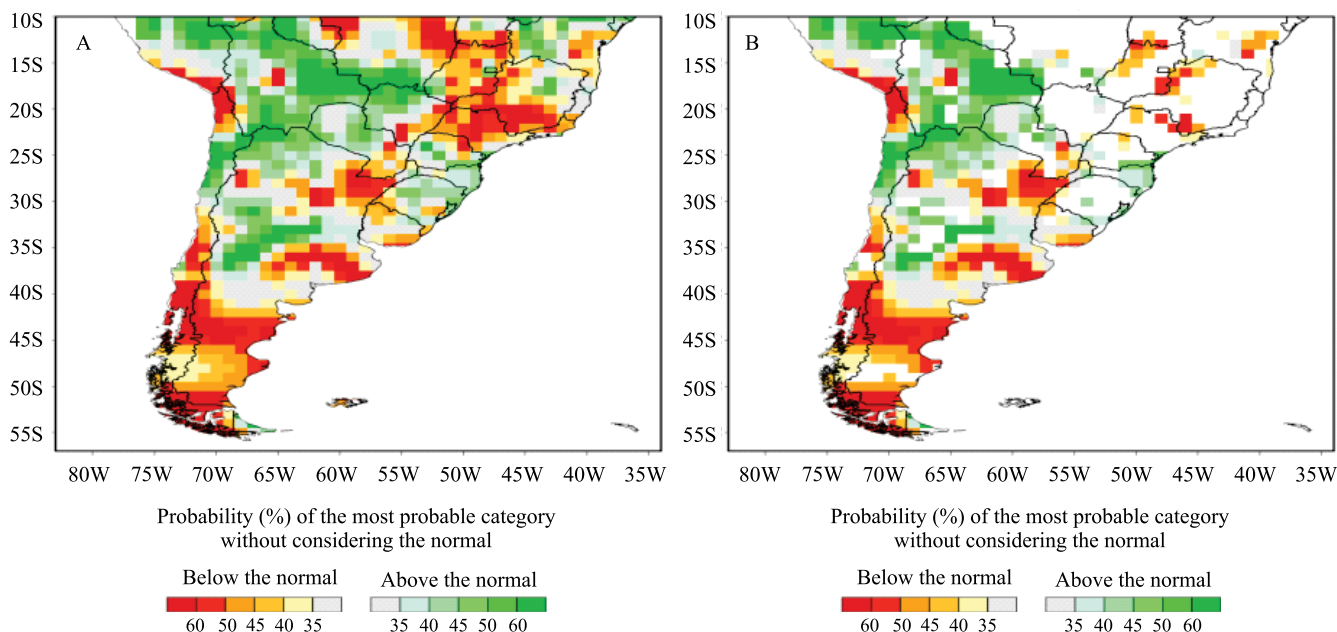 A
10S
15S
20S
25S
30S
35S
40S
45S
50S
55S
80W 75W 70W 65W 60W 55W 50W 45W 40W 35W
Probability (%) of the most probable category
without considering the normal
Below the normal
60 50 45 40 35
Above the normal
35 40 45 50 60
B
10S
15S
20S
25S
30S
35S
40S
45S
50S
55S
80W 75W 70W 65W 60W 55W 50W 45W 40W 35W
Probability (%) of the most probable category
without considering the normal
Below the normal
60 50 45 40 35
Above the normal
35 40 45 50 60